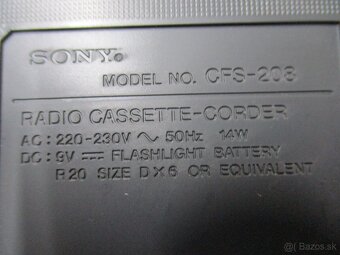 SONY.
MODEL NO. CFS-208
RADIO CASSETTE-CORDER
AC: 220-230V ~ 50Hz 14W
DC: 9V ⎓ FLASHLIGHT BATTERY
R20 SIZE D×6 OR EQUIVALENT
Bazos.sk